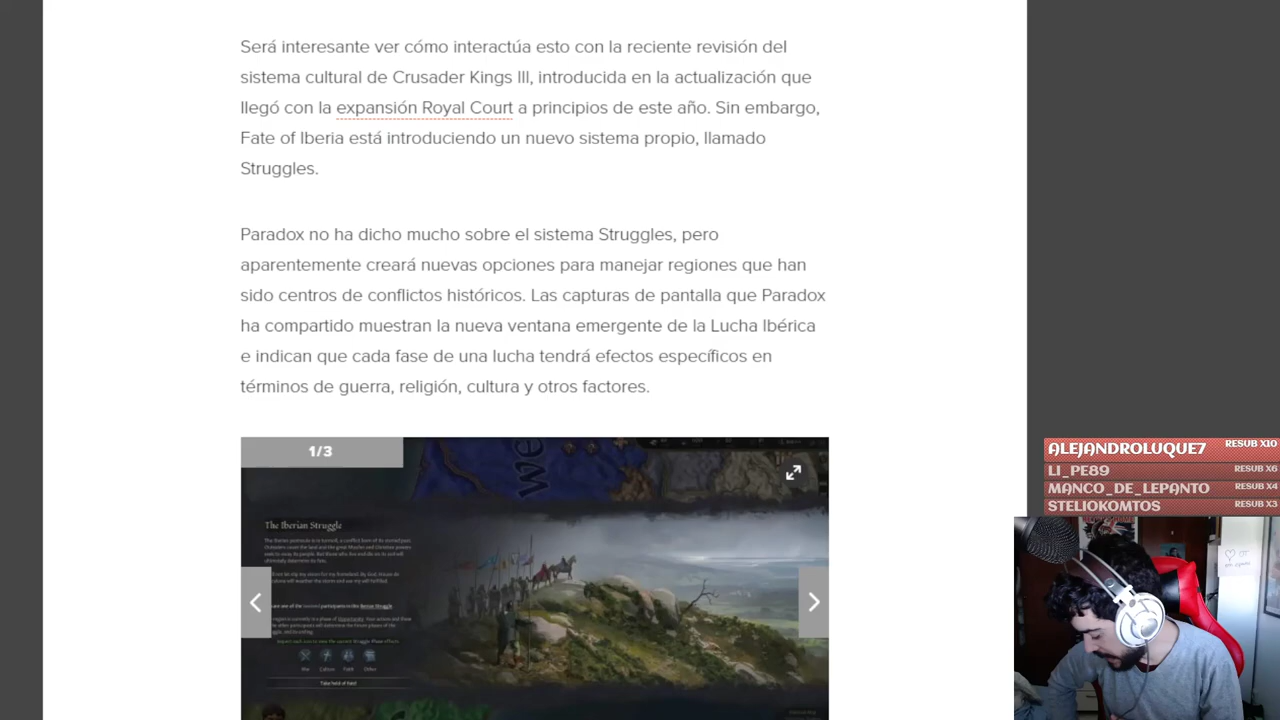 Será interesante ver cómo interactúa esto con la reciente revisión del
sistema cultural de Crusader Kings III, introducida en la actualización que
llegó con la expansión Royal Court a principios de este año. Sin embargo,
Fate of Iberia está introduciendo un nuevo sistema propio, llamado
Struggles.
Paradox no ha dicho mucho sobre el sistema Struggles, pero
aparentemente creará nuevas opciones para manejar regiones que han
sido centros de conflictos históricos. Las capturas de pantalla que Paradox
ha compartido muestran la nueva ventana emergente de la Lucha Ibérica
e indican que cada fase de una lucha tendrá efectos específicos en
términos de guerra, religión, cultura y otros factores.
1/3
The Iberian Struggle
War Culture Faith Other
ALEJANDROLUQUE7 RESUB X10
LI_PE89 RESUB X6
MANCO_DE_LEPANTO RESUB X4
STELIOKOMTOS RESUB X3